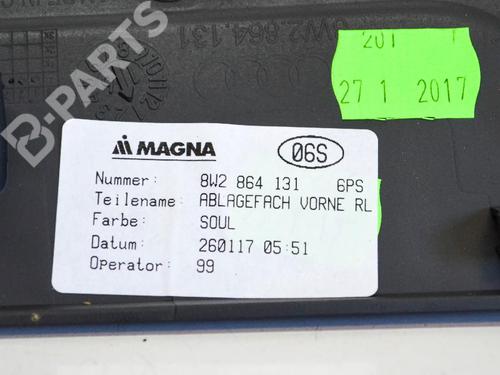 8W2.864.131
B-PARTS
201
27 1 2017
MAGNA 06S
Nummer: 8W2 864 131 6PS
Teilename: ABLAGEFACH VORNE RL
Farbe: SOUL
Datum: 260117 05:51
Operator: 99